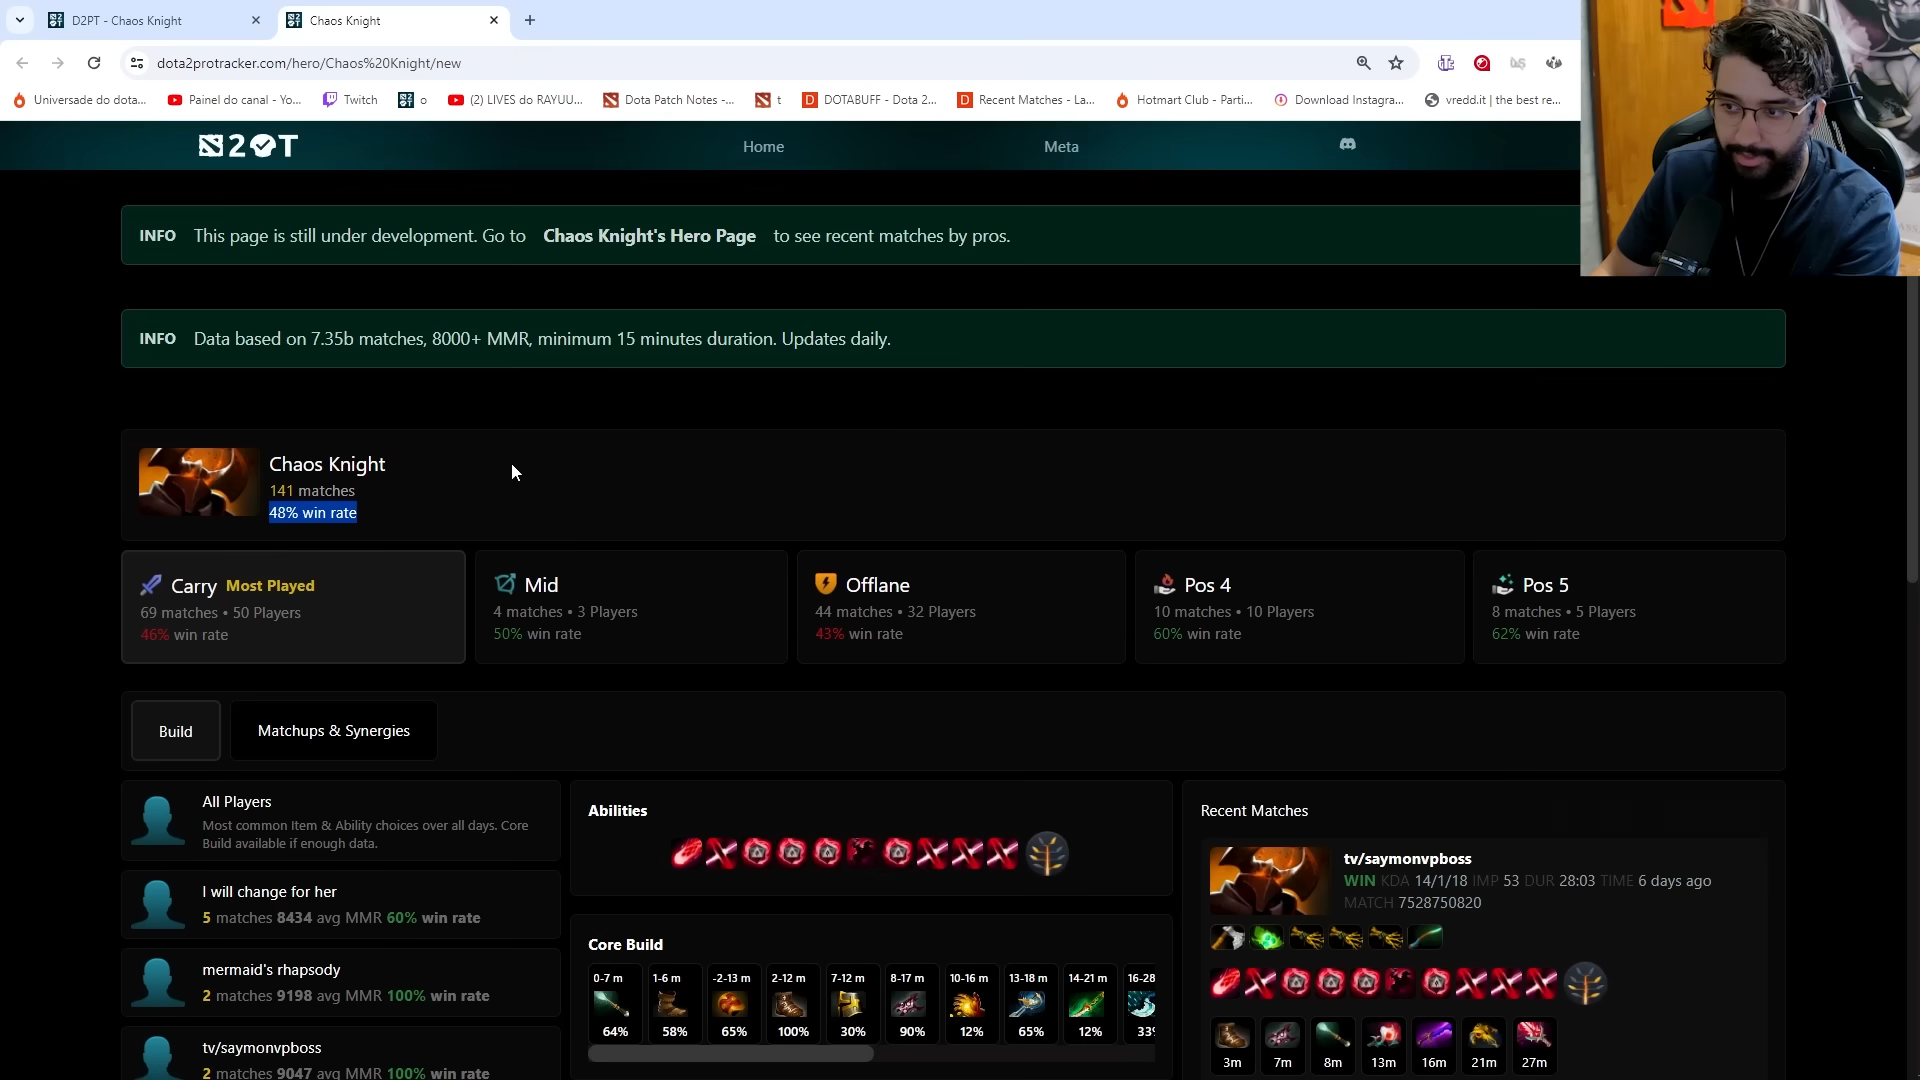 D2PT - Chaos Knight
Chaos Knight
dota2protracker.com/hero/Chaos%20Knight/new
Universade do dota...
Painel do canal - Yo...
Twitch
o
(2) LIVES do RAYUU...
Dota Patch Notes -...
t
DOTABUFF - Dota 2...
Recent Matches - La...
Hotmart Club - Parti...
Download Instagra...
vredd.it | the best re...
Home
Meta
INFO This page is still under development. Go to Chaos Knight's Hero Page to see recent matches by pros.
INFO Data based on 7.35b matches, 8000+ MMR, minimum 15 minutes duration. Updates daily.
Chaos Knight
141 matches
48% win rate
Carry Most Played
69 matches • 50 Players
46% win rate
Mid
4 matches • 3 Players
50% win rate
Offlane
44 matches • 32 Players
43% win rate
Pos 4
10 matches • 10 Players
60% win rate
Pos 5
8 matches • 5 Players
62% win rate
Build
Matchups & Synergies
All Players
Most common Item & Ability choices over all days. Core
Build available if enough data.
I will change for her
5 matches 8434 avg MMR 60% win rate
mermaid's rhapsody
2 matches 9198 avg MMR 100% win rate
tv/saymonvpboss
2 matches 9047 avg MMR 100% win rate
Abilities
Core Build
0-7 m 1-6 m -2-13 m 2-12 m 7-12 m 8-17 m 10-16 m 13-18 m 14-21 m 16-28
64% 58% 65% 100% 30% 90% 12% 65% 12% 33%
Recent Matches
tv/saymonvpboss
WIN KDA 14/1/18 IMP 53 DUR 28:03 TIME 6 days ago
MATCH 7528750820
3m 7m 8m 13m 16m 21m 27m